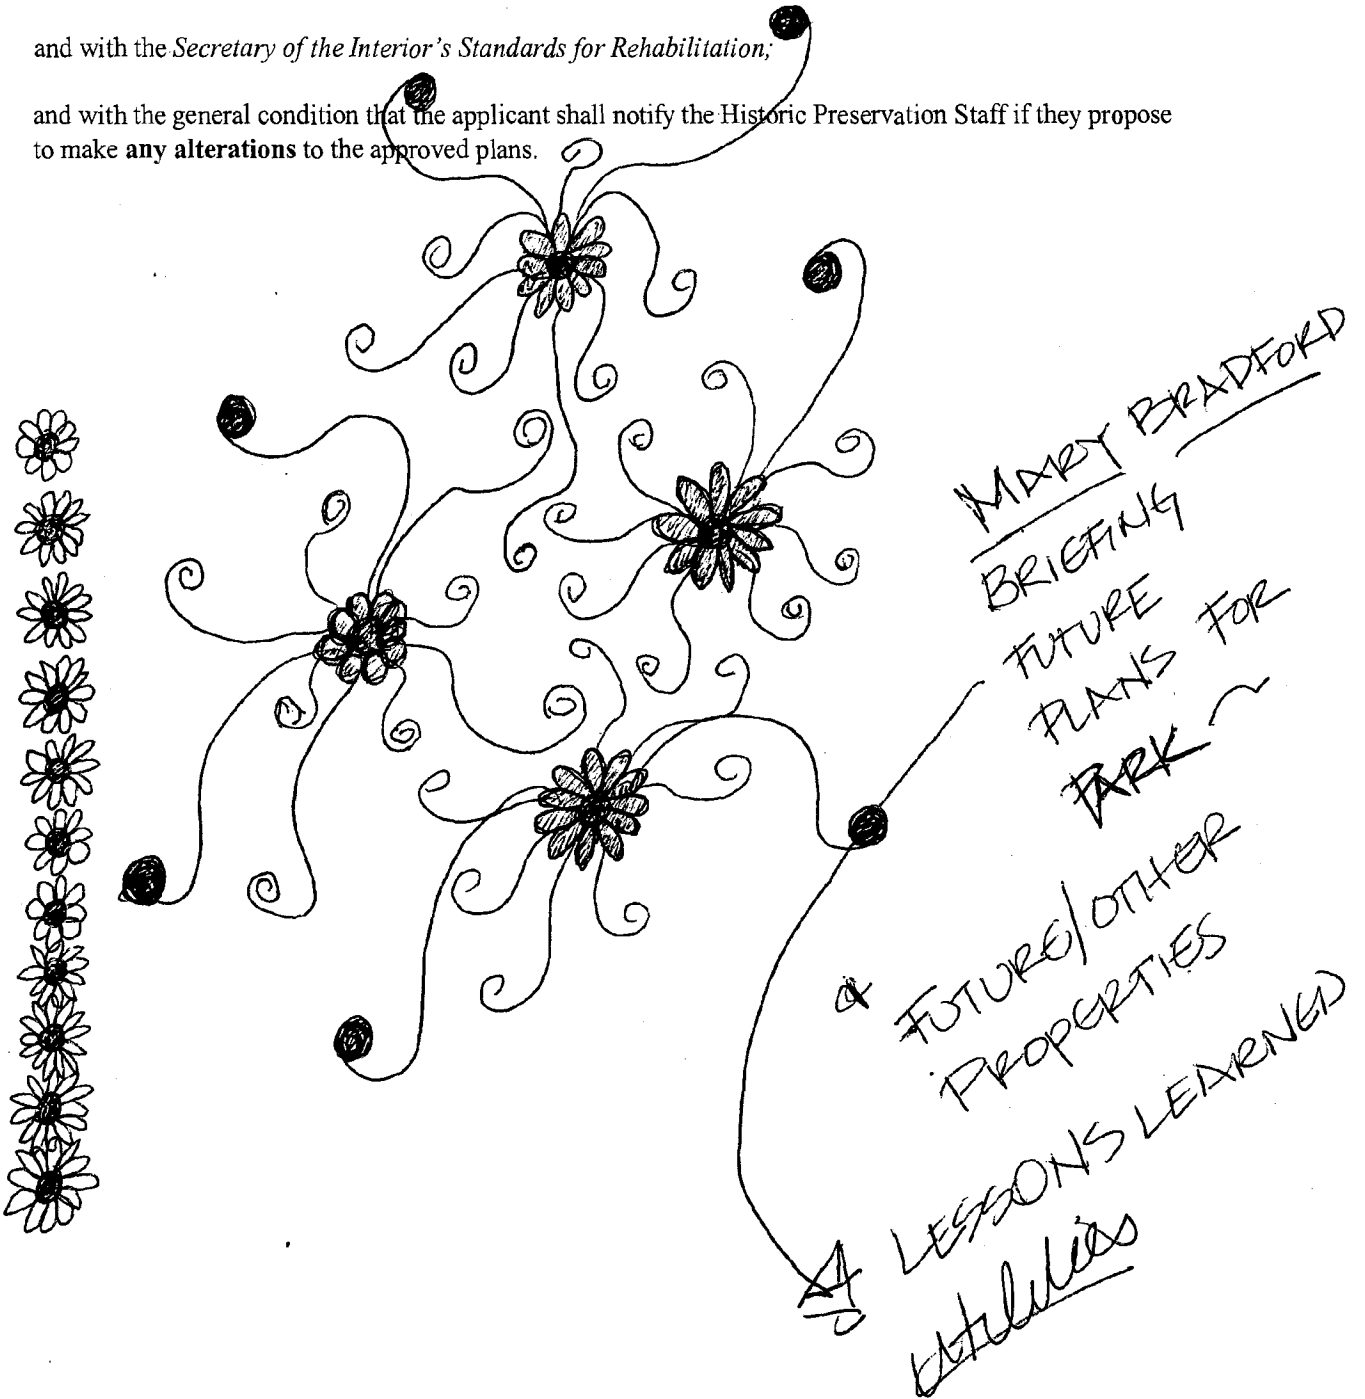 and with the Secretary of the Interior's Standards for Rehabilitation;
and with the general condition that the applicant shall notify the Historic Preservation Staff if they propose
to make any alterations to the approved plans.
MARY BRADFORD
BRIEFING
FUTURE
PLANS FOR
PARK
FUTURE/OTHER
PROPERTIES
LESSONS LEARNED
utilities